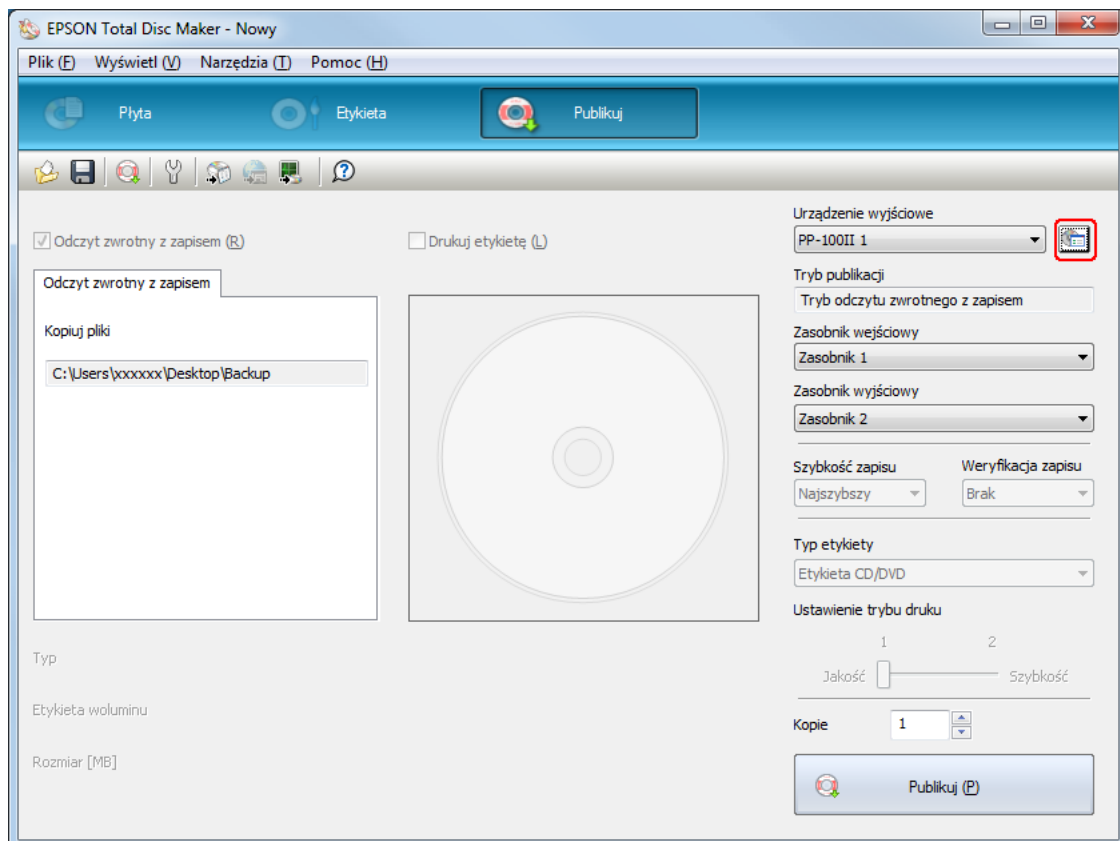 EPSON Total Disc Maker - Nowy
Plik (F) Wyświetl (V) Narzędzia (T) Pomoc (H)
Płyta Etykieta Publikuj
Odczyt zwrotny z zapisem (R)
Drukuj etykietę (L)
Odczyt zwrotny z zapisem
Kopiuj pliki
C:\Users\xxxxxx\Desktop\Backup
Typ
Etykieta woluminu
Rozmiar [MB]
Urządzenie wyjściowe
PP-100II 1
Tryb publikacji
Tryb odczytu zwrotnego z zapisem
Zasobnik wejściowy
Zasobnik 1
Zasobnik wyjściowy
Zasobnik 2
Szybkość zapisu Weryfikacja zapisu
Najszybszy Brak
Typ etykiety
Etykieta CD/DVD
Ustawienie trybu druku
1 2
Jakość Szybkość
Kopie 1
Publikuj (P)